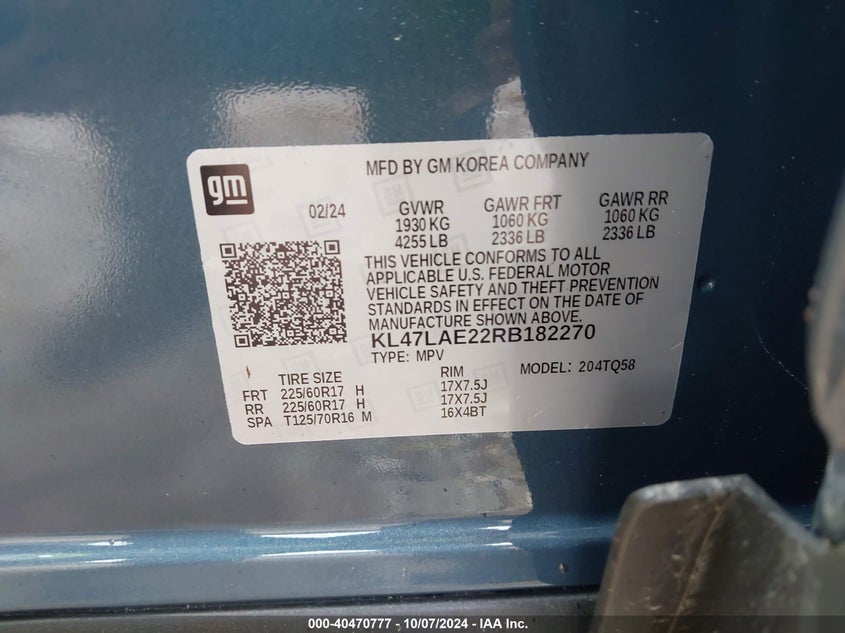 gm
MFD BY GM KOREA COMPANY
02/24
GVWR
1930 KG
4255 LB
GAWR FRT
1060 KG
2336 LB
GAWR RR
1060 KG
2336 LB
THIS VEHICLE CONFORMS TO ALL
APPLICABLE U.S. FEDERAL MOTOR
VEHICLE SAFETY AND THEFT PREVENTION
STANDARDS IN EFFECT ON THE DATE OF
MANUFACTURE SHOWN ABOVE.
KL47LAE22RB182270
TYPE: MPV
MODEL: 204TQ58
TIRE SIZE RIM
FRT 225/60R17 H 17X7.5J
RR 225/60R17 H 17X7.5J
SPA T125/70R16 M 16X4BT
000-40470777 - 10/07/2024 - IAA Inc.